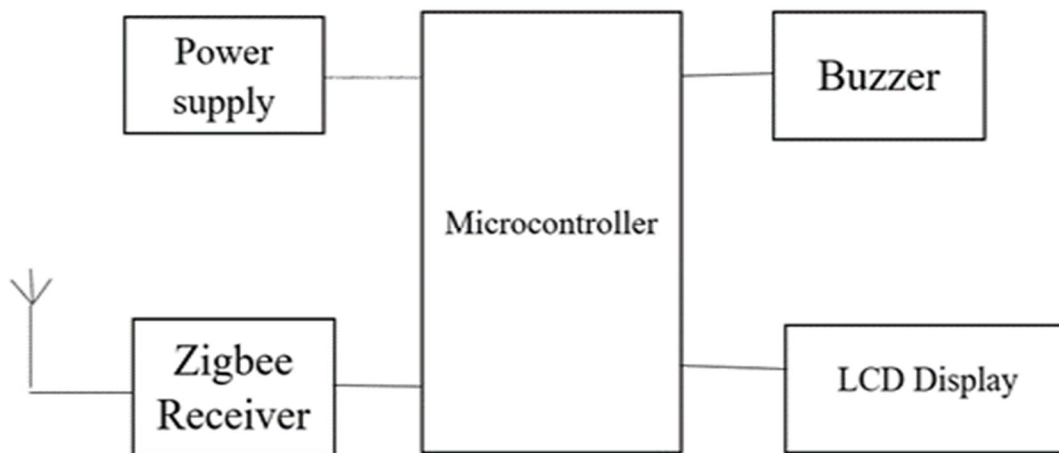 Power
supply
Buzzer
Microcontroller
Zigbee
Receiver
LCD Display